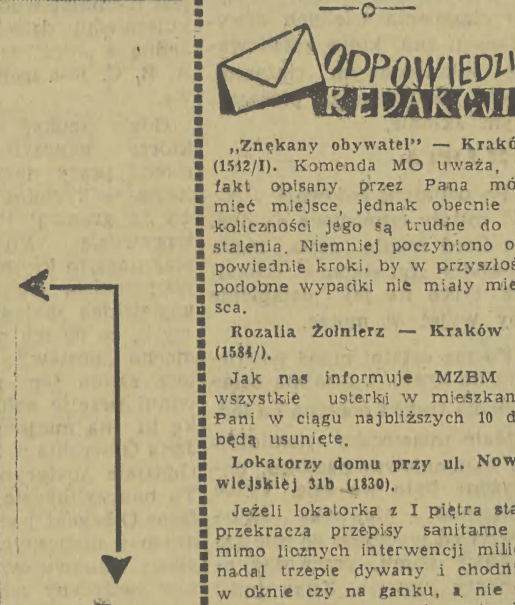 ODPOWIEDZI
REDAKCJI
„Znękany obywatel" — Krakó
(1542/I). Komenda MO uważa,
fakt opisany przez Pana mó
mieć miejsce, jednak obecnie
koliczności jego są trudne do
stalenia. Niemniej poczyniono o
powiednie kroki, by w przyszłoś
podobne wypadki nie miały mie
sca.
Rozalia Żołnierz — Kraków
(1584/).
Jak nas informuje MZBM
wszystkie usterki w mieszkan
Pani w ciągu najbliższych 10 d
będą usunięte.
Lokatorzy domu przy ul. Now
wiejskiej 31b (1830).
Jeżeli lokatorka z I piętra sta
przekracza przepisy sanitarne
mimo licznych interwencji milic
nadal trzepie dywany i chodni
w oknie czy na ganku, a nie